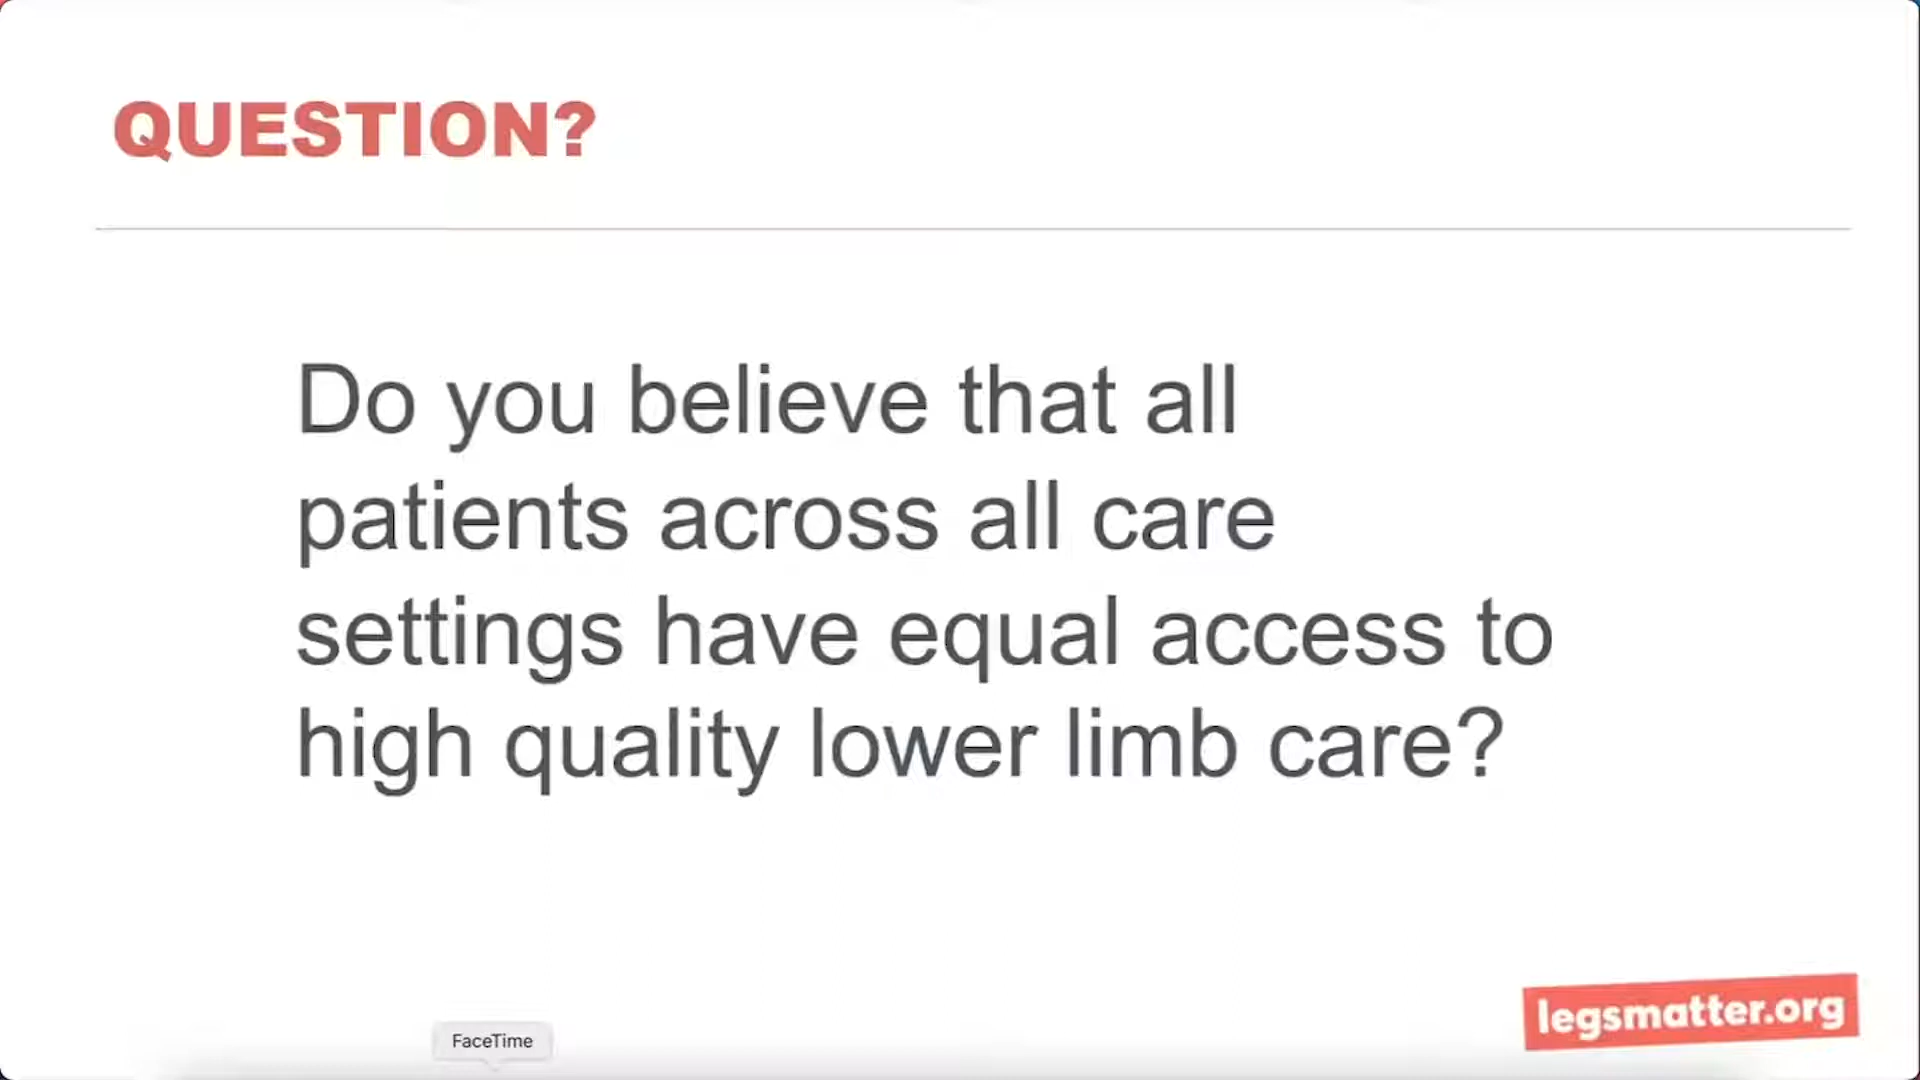 QUESTION?
Do you believe that all
patients across all care
settings have equal access to
high quality lower limb care?
legsmatter.org
FaceTime